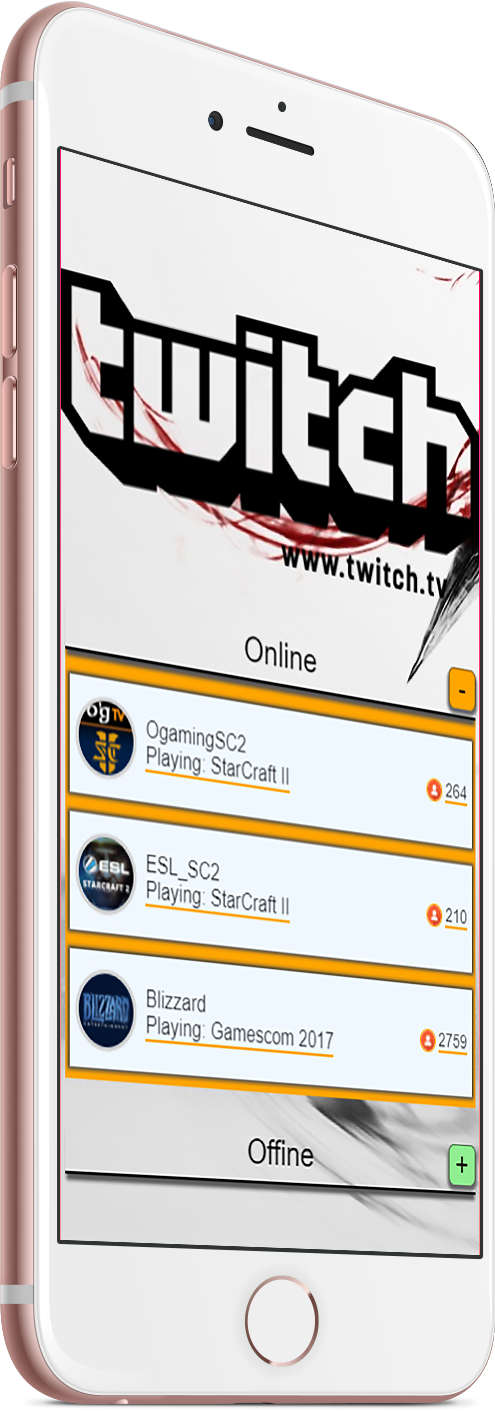 twitch
www.twitch.tv
Online
-
ogTV
OgamingSC2
Playing: StarCraft II
264
ESL
STARCRAFT 2
ESL_SC2
Playing: StarCraft II
210
BLIZZARD
ENTERTAINMENT
Blizzard
Playing: Gamescom 2017
2759
Offine
+